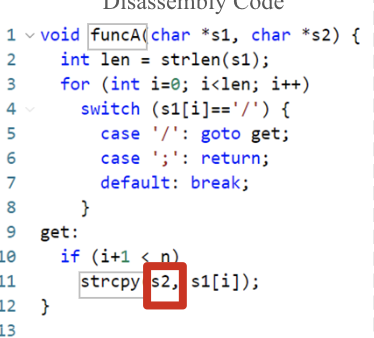 Disassembly Code
1 void funcA(char *s1, char *s2) {
2 int len = strlen(s1);
3 for (int i=0; i<len; i++)
4 switch (s1[i]=='/') {
5 case '/': goto get;
6 case ';': return;
7 default: break;
8 }
9 get:
10 if (i+1 < n)
11 strcpy(s2, s1[i]);
12 }
13